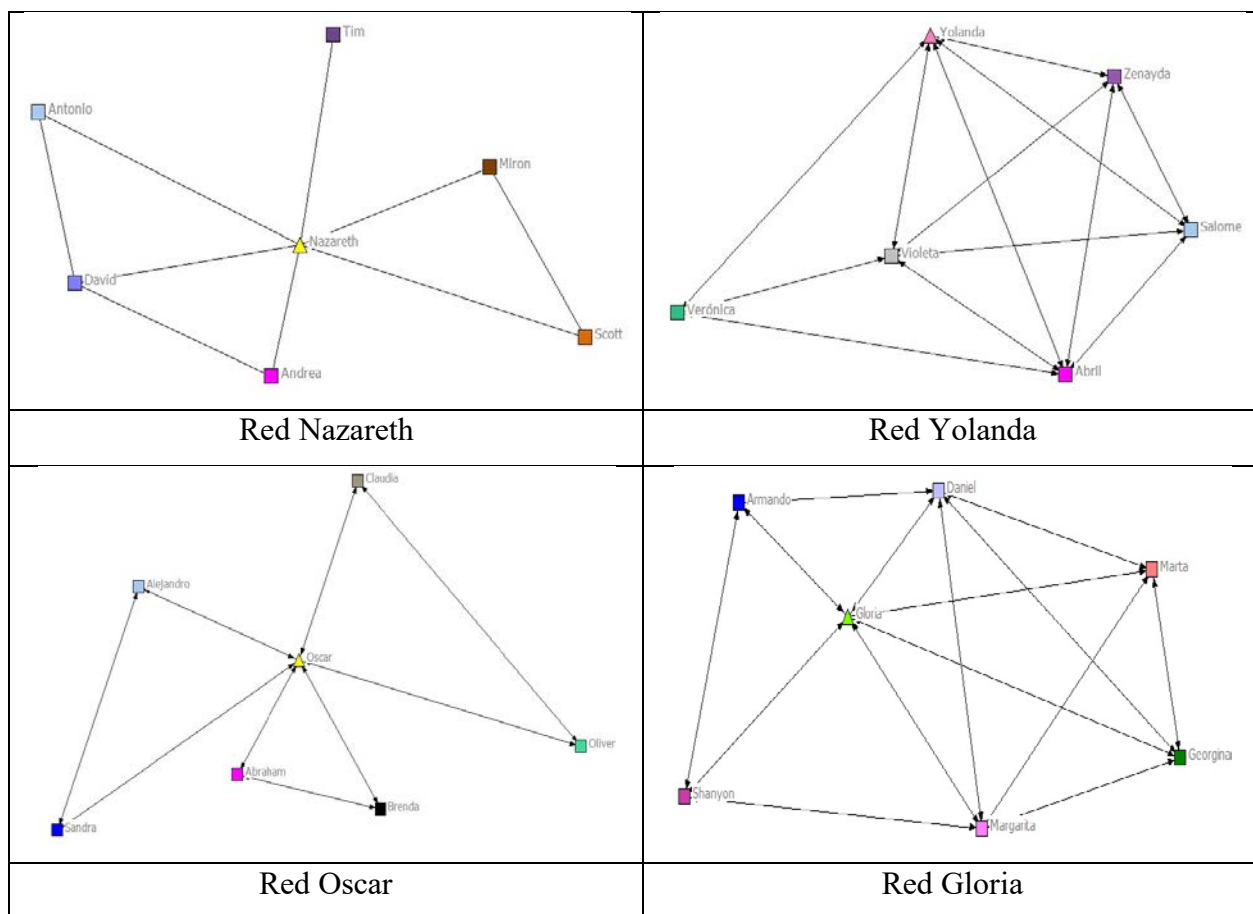 Tim
Antonio
Miron
Nazareth
David
Scott
Andrea
Red Nazareth
Yolanda
Zenayda
Salome
Violeta
Verónica
Abril
Red Yolanda
Claudia
Alejandro
Oscar
Oliver
Abraham
Brenda
Sandra
Red Oscar
Daniel
Armando
Marta
Gloria
Georgina
Shanyon
Margarita
Red Gloria